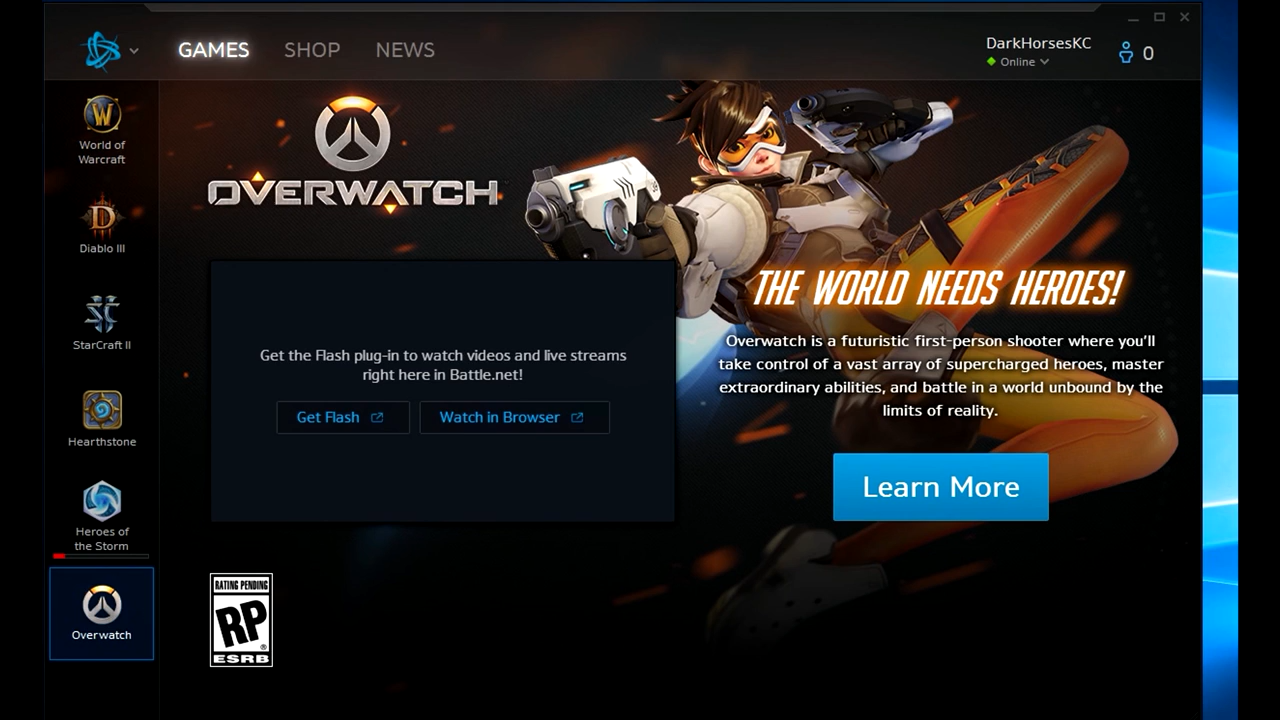 GAMES
SHOP
NEWS
DarkHorsesKC
Online
0
World of
Warcraft
Diablo III
StarCraft II
Hearthstone
Heroes of
the Storm
Overwatch
OVERWATCH
Get the Flash plug-in to watch videos and live streams
right here in Battle.net!
Get Flash
Watch in Browser
THE WORLD NEEDS HEROES!
Overwatch is a futuristic first-person shooter where you'll
take control of a vast array of supercharged heroes, master
extraordinary abilities, and battle in a world unbound by the
limits of reality.
Learn More
RATING PENDING
RP
®
ESRB